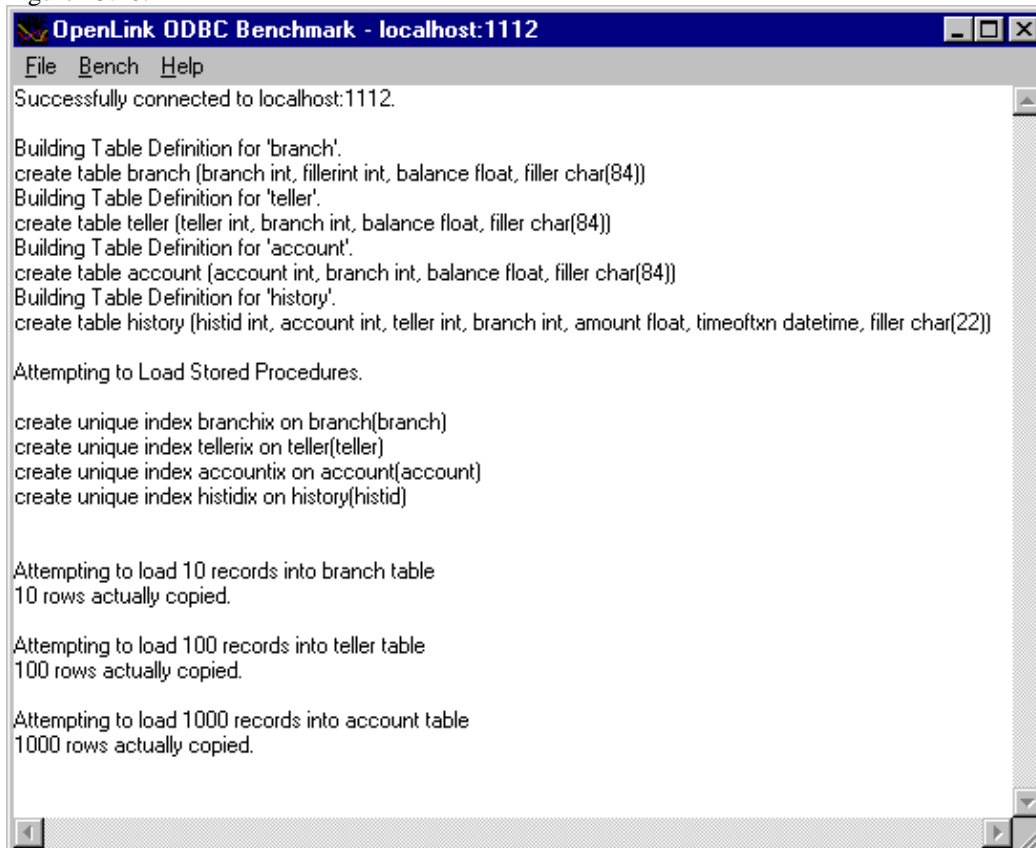 OpenLink ODBC Benchmark - localhost:1112
File Bench Help
Successfully connected to localhost:1112.
Building Table Definition for 'branch'.
create table branch (branch int, fillerint int, balance float, filler char(84))
Building Table Definition for 'teller'.
create table teller (teller int, branch int, balance float, filler char(84))
Building Table Definition for 'account'.
create table account (account int, branch int, balance float, filler char(84))
Building Table Definition for 'history'.
create table history (histid int, account int, teller int, branch int, amount float, timeoftxn datetime, filler char(22))
Attempting to Load Stored Procedures.
create unique index branchix on branch(branch)
create unique index tellerix on teller(teller)
create unique index accountix on account(account)
create unique index histidix on history(histid)
Attempting to load 10 records into branch table
10 rows actually copied.
Attempting to load 100 records into teller table
100 rows actually copied.
Attempting to load 1000 records into account table
1000 rows actually copied.